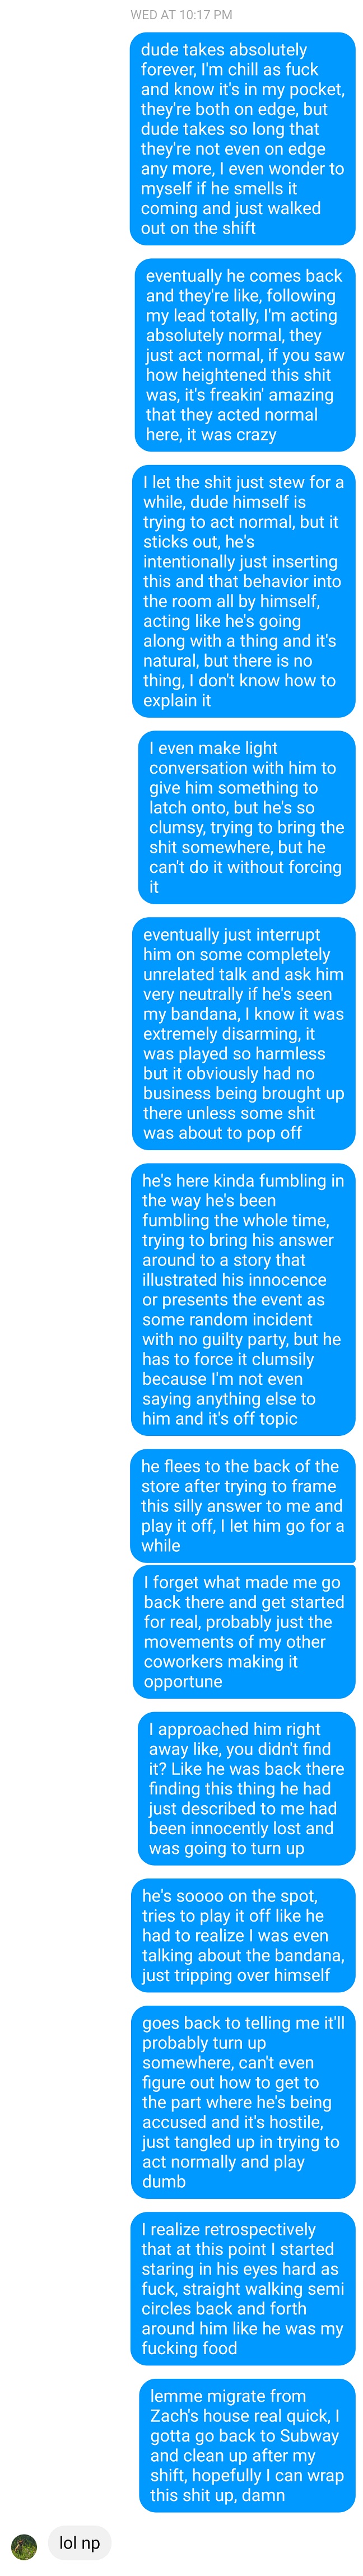 WED AT 10:17 PM
dude takes absolutely
forever, I'm chill as fuck
and know it's in my pocket,
they're both on edge, but
dude takes so long that
they're not even on edge
any more, I even wonder to
myself if he smells it
coming and just walked
out on the shift
eventually he comes back
and they're like, following
my lead totally, I'm acting
absolutely normal, they
just act normal, if you saw
how heightened this shit
was, it's freakin' amazing
that they acted normal
here, it was crazy
I let the shit just stew for a
while, dude himself is
trying to act normal, but it
sticks out, he's
intentionally just inserting
this and that behavior into
the room all by himself,
acting like he's going
along with a thing and it's
natural, but there is no
thing, I don't know how to
explain it
I even make light
conversation with him to
give him something to
latch onto, but he's so
clumsy, trying to bring the
shit somewhere, but he
can't do it without forcing
it
eventually just interrupt
him on some completely
unrelated talk and ask him
very neutrally if he's seen
my bandana, I know it was
extremely disarming, it
was played so harmless
but it obviously had no
business being brought up
there unless some shit
was about to pop off
he's here kinda fumbling in
the way he's been
fumbling the whole time,
trying to bring his answer
around to a story that
illustrated his innocence
or presents the event as
some random incident
with no guilty party, but he
has to force it clumsily
because I'm not even
saying anything else to
him and it's off topic
he flees to the back of the
store after trying to frame
this silly answer to me and
play it off, I let him go for a
while
I forget what made me go
back there and get started
for real, probably just the
movements of my other
coworkers making it
opportune
I approached him right
away like, you didn't find
it? Like he was back there
finding this thing he had
just described to me had
been innocently lost and
was going to turn up
he's soooo on the spot,
tries to play it off like he
had to realize I was even
talking about the bandana,
just tripping over himself
goes back to telling me it'll
probably turn up
somewhere, can't even
figure out how to get to
the part where he's being
accused and it's hostile,
just tangled up in trying to
act normally and play
dumb
I realize retrospectively
that at this point I started
staring in his eyes hard as
fuck, straight walking semi
circles back and forth
around him like he was my
fucking food
lemme migrate from
Zach's house real quick, I
gotta go back to Subway
and clean up after my
shift, hopefully I can wrap
this shit up, damn
lol np